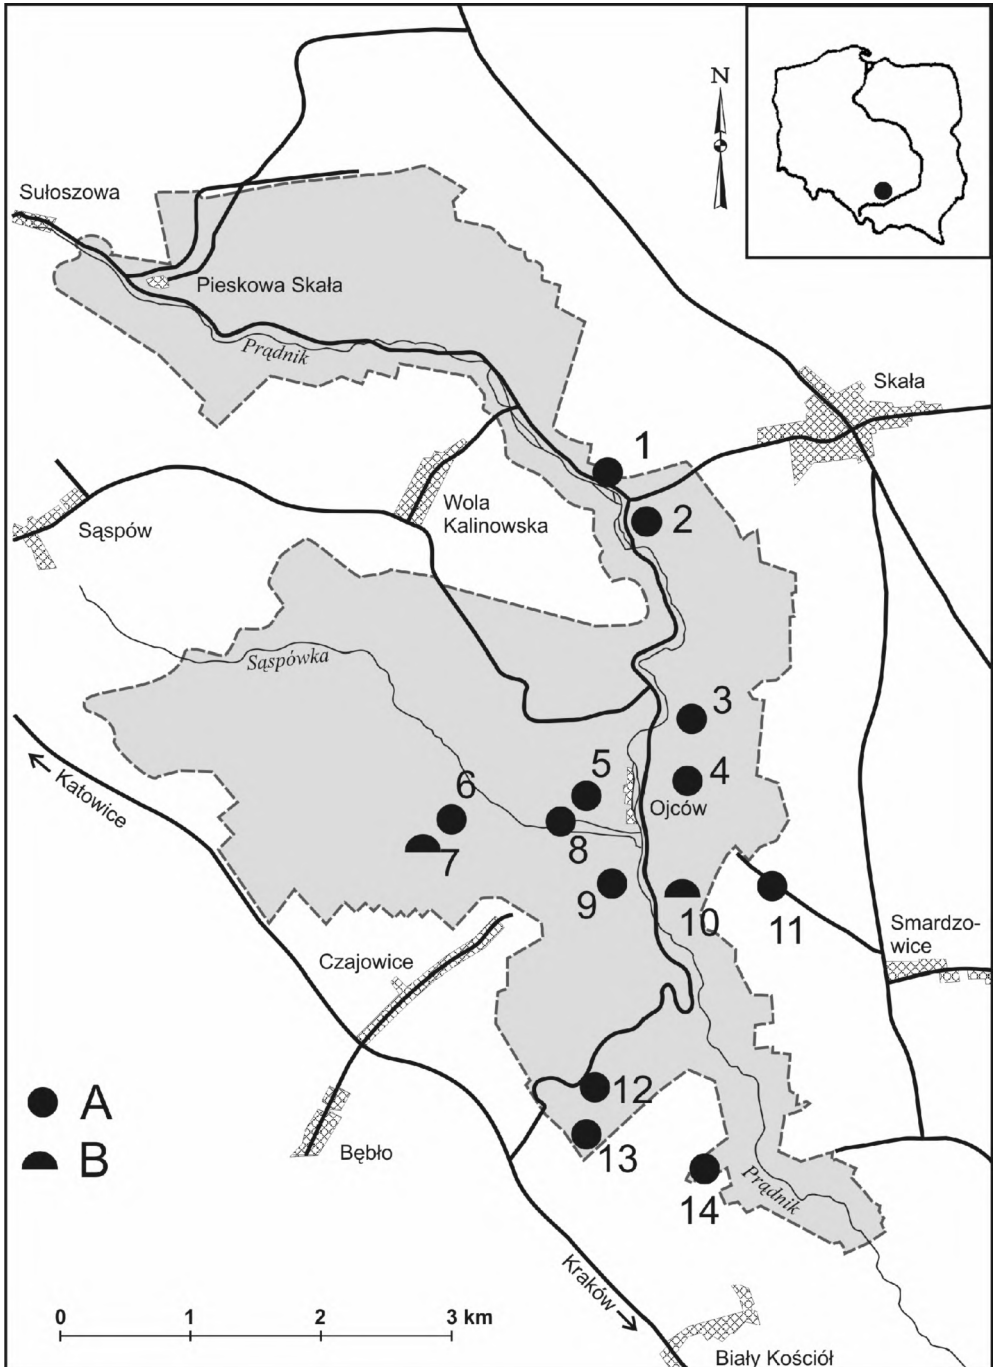 N
Sułoszowa
Pieskowa Skała
Prądnik
Skała
1
Wola
Kalinowska
2
Sąspów
Sąspówka
3
Katowice
5
4
6
Ojców
7
8
9
10
11
Smardzo-
wice
Czajowice
A
12
B
Bębło
13
14
Prądnik
Kraków
0 1 2 3 km
Biały Kościół